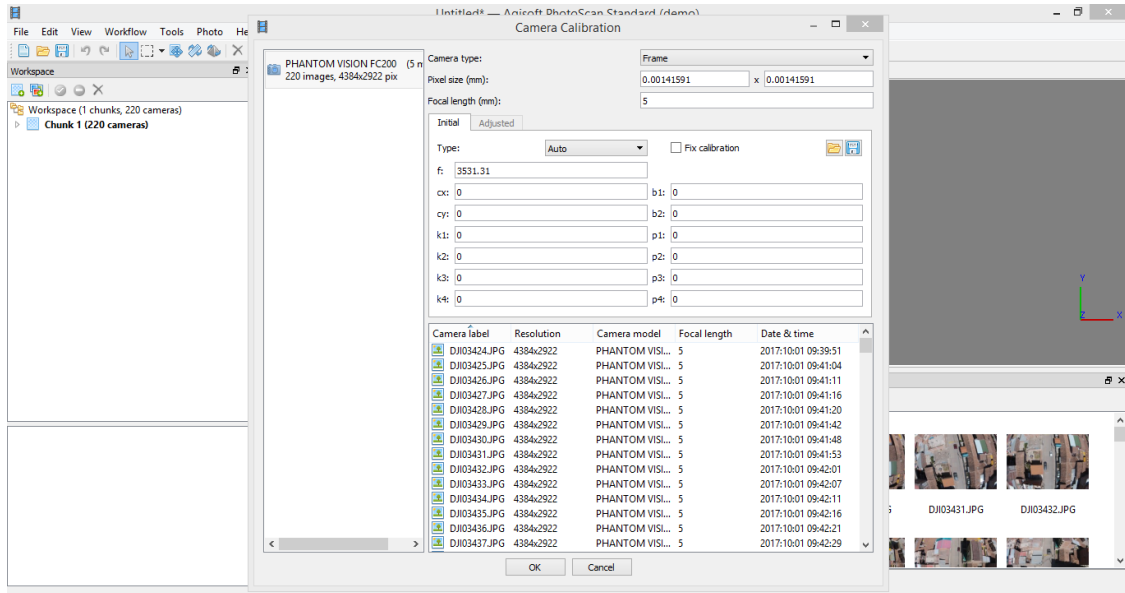 Untitled* — Agisoft PhotoScan Standard (demo)
File Edit View Workflow Tools Photo He
Camera Calibration
Workspace
Workspace (1 chunks, 220 cameras)
Chunk 1 (220 cameras)
PHANTOM VISION FC200 (5 m
220 images, 4384x2922 pix
Camera type: Frame
Pixel size (mm): 0.00141591 x 0.00141591
Focal length (mm): 5
Initial Adjusted
Type: Auto Fix calibration
f: 3531.31
cx: 0 b1: 0
cy: 0 b2: 0
k1: 0 p1: 0
k2: 0 p2: 0
k3: 0 p3: 0
k4: 0 p4: 0
Camera label Resolution Camera model Focal length Date & time
DJI03424.JPG 4384x2922 PHANTOM VISI... 5 2017:10:01 09:39:51
DJI03425.JPG 4384x2922 PHANTOM VISI... 5 2017:10:01 09:41:04
DJI03426.JPG 4384x2922 PHANTOM VISI... 5 2017:10:01 09:41:11
DJI03427.JPG 4384x2922 PHANTOM VISI... 5 2017:10:01 09:41:16
DJI03428.JPG 4384x2922 PHANTOM VISI... 5 2017:10:01 09:41:20
DJI03429.JPG 4384x2922 PHANTOM VISI... 5 2017:10:01 09:41:42
DJI03430.JPG 4384x2922 PHANTOM VISI... 5 2017:10:01 09:41:48
DJI03431.JPG 4384x2922 PHANTOM VISI... 5 2017:10:01 09:41:53
DJI03432.JPG 4384x2922 PHANTOM VISI... 5 2017:10:01 09:42:01
DJI03433.JPG 4384x2922 PHANTOM VISI... 5 2017:10:01 09:42:07
DJI03434.JPG 4384x2922 PHANTOM VISI... 5 2017:10:01 09:42:11
DJI03435.JPG 4384x2922 PHANTOM VISI... 5 2017:10:01 09:42:16
DJI03436.JPG 4384x2922 PHANTOM VISI... 5 2017:10:01 09:42:21
DJI03437.JPG 4384x2922 PHANTOM VISI... 5 2017:10:01 09:42:29
OK Cancel
Y
Z X
DJI03431.JPG DJI03432.JPG